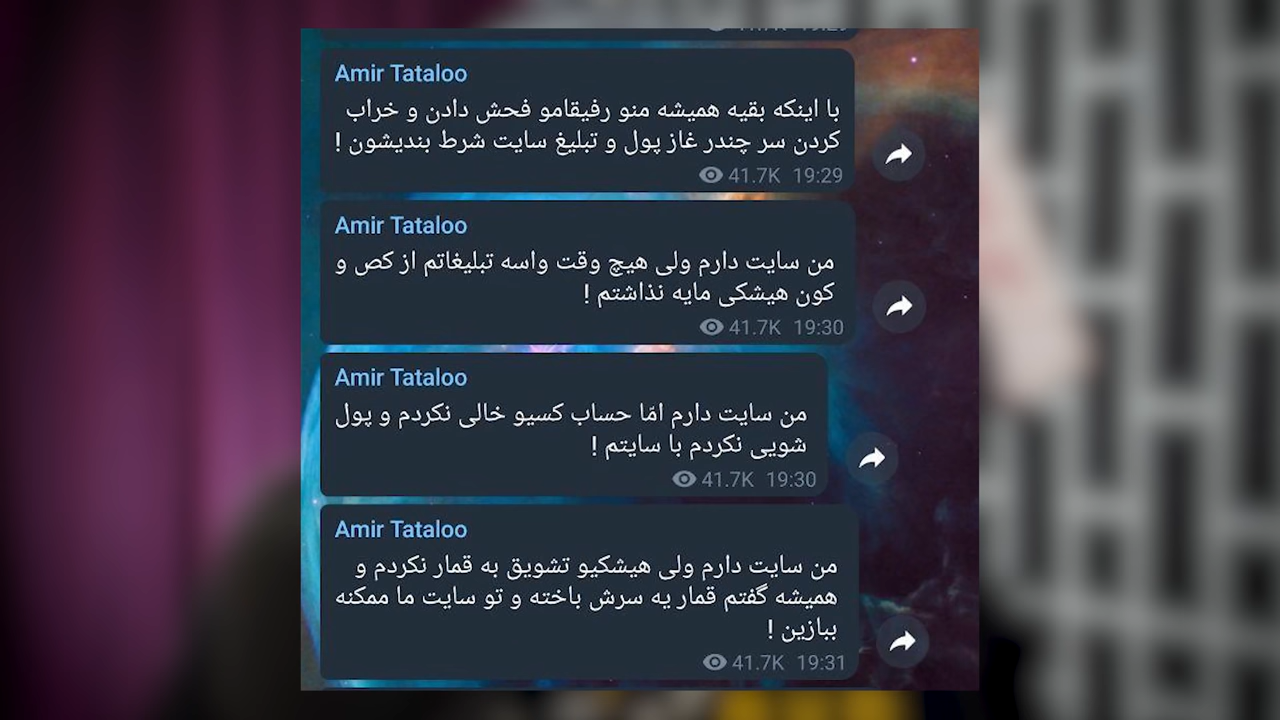 Amir Tataloo
با اینکه بقیه همیشه منو رفیقامو فحش دادن و خراب
کردن سر چندر غاز پول و تبلیغ سایت شرط بندیشون !
41.7K 19:29
Amir Tataloo
من سایت دارم ولی هیچ وقت واسه تبلیغاتم از کص و
کون هیشکی مایه نذاشتم !
41.7K 19:30
Amir Tataloo
من سایت دارم امّا حساب کسیو خالی نکردم و پول
شویی نکردم با سایتم !
41.7K 19:30
Amir Tataloo
من سایت دارم ولی هیشکیو تشویق به قمار نکردم و
همیشه گفتم قمار یه سرش باخته و تو سایت ما ممکنه
ببازین !
41.7K 19:31